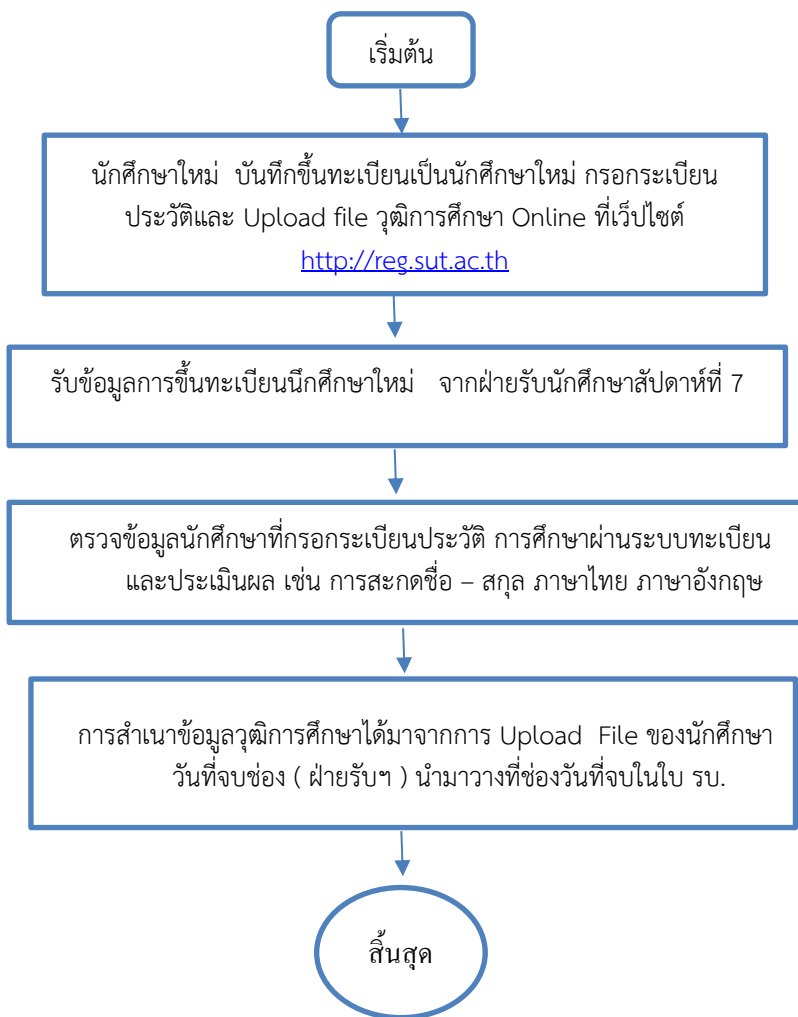 เริ่มต้น
นักศึกษาใหม่ บันทึกขึ้นทะเบียนเป็นนักศึกษาใหม่ กรอกระเบียน
ประวัติและ Upload file วุฒิการศึกษา Online ที่เว็ปไซต์
http://reg.sut.ac.th
รับข้อมูลการขึ้นทะเบียนนึกศึกษาใหม่ จากฝ่ายรับนักศึกษาสัปดาห์ที่ 7
ตรวจข้อมูลนักศึกษาที่กรอกระเบียนประวัติ การศึกษาผ่านระบบทะเบียน
และประเมินผล เช่น การสะกดชื่อ – สกุล ภาษาไทย ภาษาอังกฤษ
การสำเนาข้อมูลวุฒิการศึกษาได้มาจากการ Upload File ของนักศึกษา
วันที่จบช่อง ( ฝ่ายรับฯ ) นำมาวางที่ช่องวันที่จบในใบ รบ.
สิ้นสุด